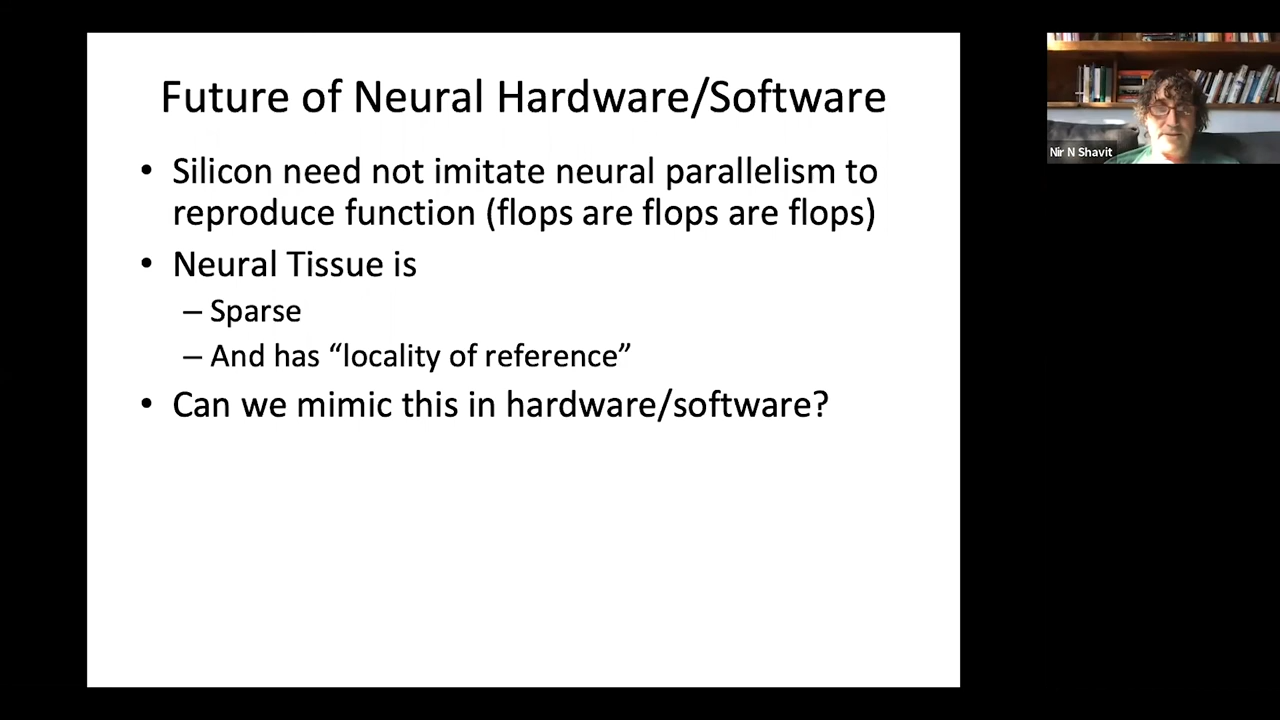 Future of Neural Hardware/Software
• Silicon need not imitate neural parallelism to
reproduce function (flops are flops are flops)
• Neural Tissue is
– Sparse
– And has “locality of reference”
• Can we mimic this in hardware/software?
Nir N Shavit